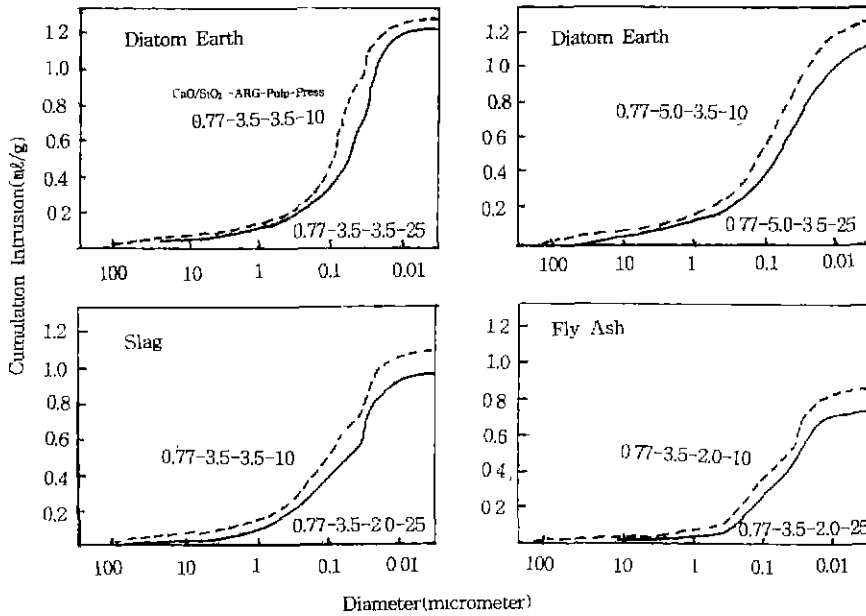 Cumulation Intrusion(mℓ/g)
Diatom Earth
CaO/SiO₂ -ARG-Pulp-Press
0.77-3.5-3.5-10
0.77-3.5-3.5-25
1.2
1.0
0.8
0.6
0.4
0.2
100 10 1 0.1 0.01
Diatom Earth
0.77-5.0-3.5-10
0.77-5.0-3.5-25
1.2
1.0
0.8
0.6
0.2
100 10 1 0.1 0.01
Slag
0.77-3.5-3.5-10
0.77-3.5-2.0-25
1.2
1.0
0.8
0.6
0.4
0.2
100 10 1 0.1 0 01
Fly Ash
0 77-3.5-2.0-10
0.77-3.5-2.0-25
1.2
1.0
0.8
0.6
0 4
0.2
100 10 1 0.1 0.01
Diameter(micrometer)